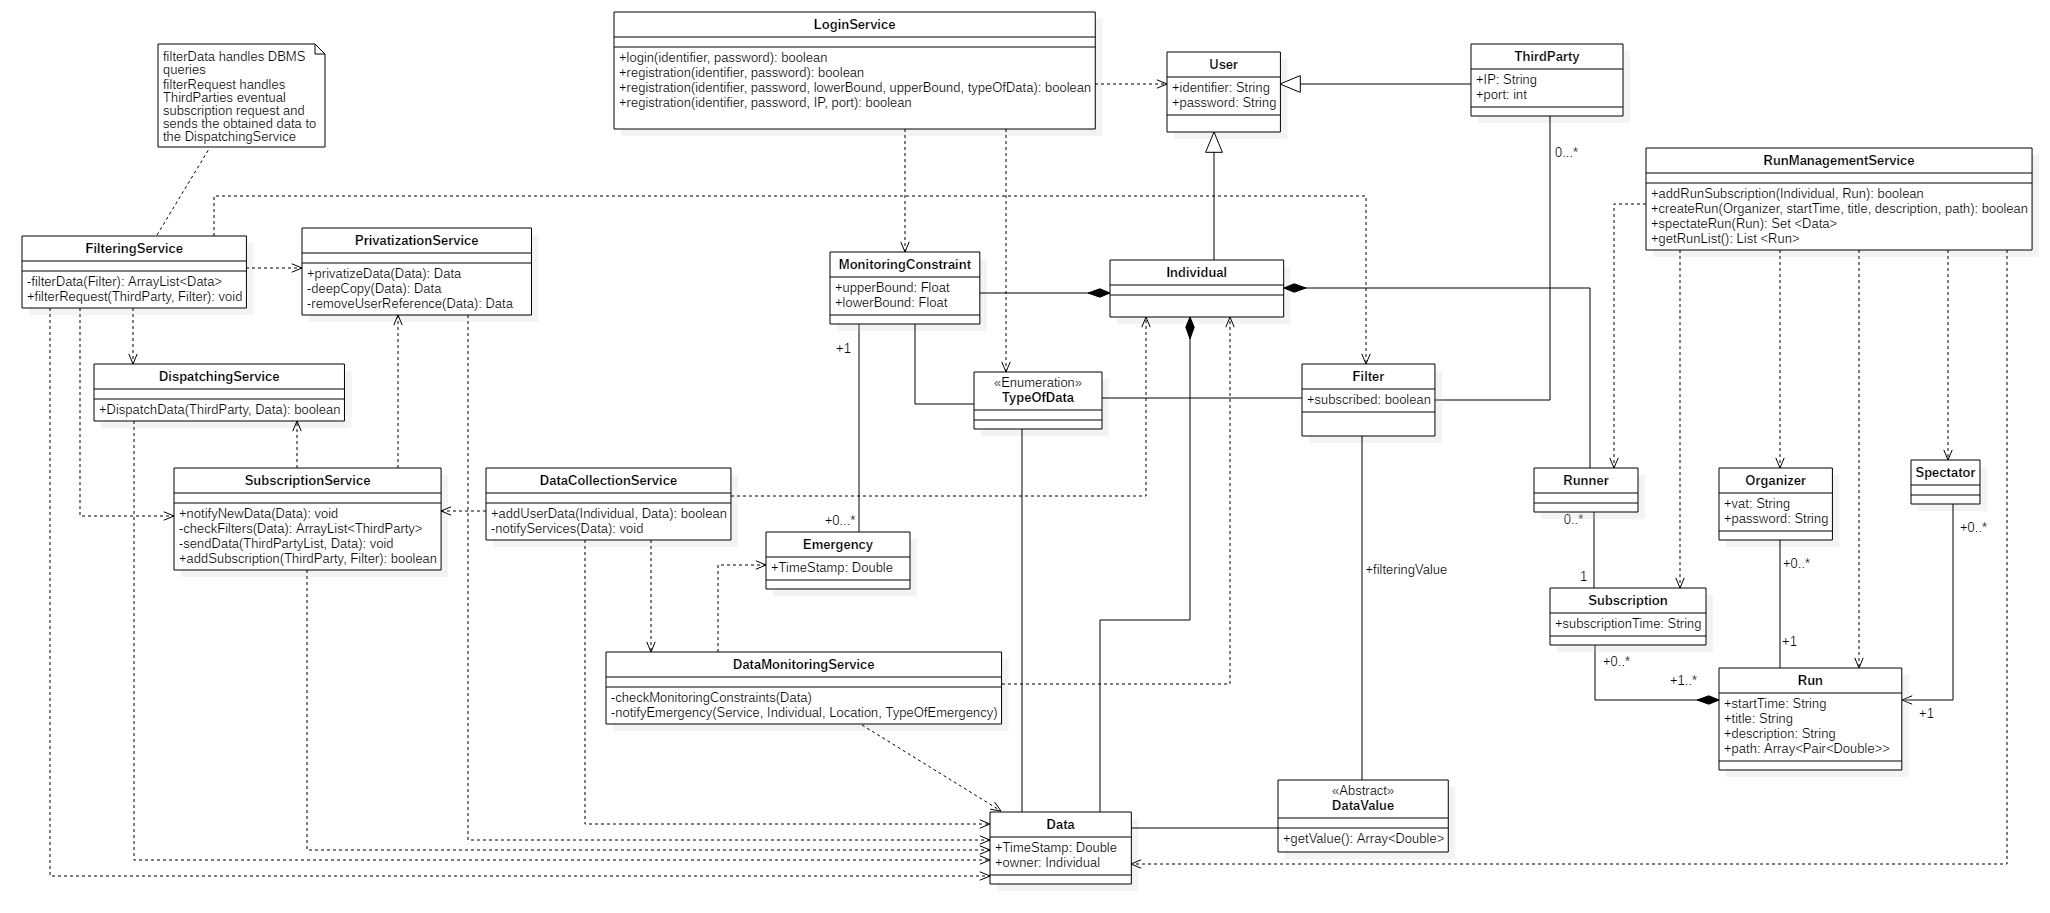 LoginService
+login(identifier, password): boolean
+registration(identifier, password): boolean
+registration(identifier, password, lowerBound, upperBound, typeOfData): boolean
+registration(identifier, password, IP, port): boolean
filterData handles DBMS
queries
filterRequest handles
ThirdParties eventual
subscription request and
sends the obtained data to
the DispatchingService
User
+identifier: String
+password: String
ThirdParty
+IP: String
+port: int
0...*
RunManagementService
+addRunSubscription(Individual, Run): boolean
+createRun(Organizer, startTime, title, description, path): boolean
+spectateRun(Run): Set <Data>
+getRunList(): List <Run>
FilteringService
-filterData(Filter): ArrayList<Data>
+filterRequest(ThirdParty, Filter): void
PrivatizationService
+privatizeData(Data): Data
-deepCopy(Data): Data
-removeUserReference(Data): Data
MonitoringConstraint
+upperBound: Float
+lowerBound: Float
Individual
+1
DispatchingService
+DispatchData(ThirdParty, Data): boolean
«Enumeration»
TypeOfData
Filter
+subscribed: boolean
SubscriptionService
+notifyNewData(Data): void
-checkFilters(Data): ArrayList<ThirdParty>
-sendData(ThirdPartyList, Data): void
+addSubscription(ThirdParty, Filter): boolean
DataCollectionService
+addUserData(Individual, Data): boolean
-notifyServices(Data): void
+0...*
Emergency
+TimeStamp: Double
Runner
0..*
Organizer
+vat: String
+password: String
Spectator
+0..*
+0..*
+filteringValue
1
Subscription
+subscriptionTime: String
+0..*
+1
+1..*
DataMonitoringService
-checkMonitoringConstraints(Data)
-notifyEmergency(Service, Individual, Location, TypeOfEmergency)
Run
+startTime: String
+title: String
+description: String
+path: Array<Pair<Double>>
+1
«Abstract»
DataValue
+getValue(): Array<Double>
Data
+TimeStamp: Double
+owner: Individual